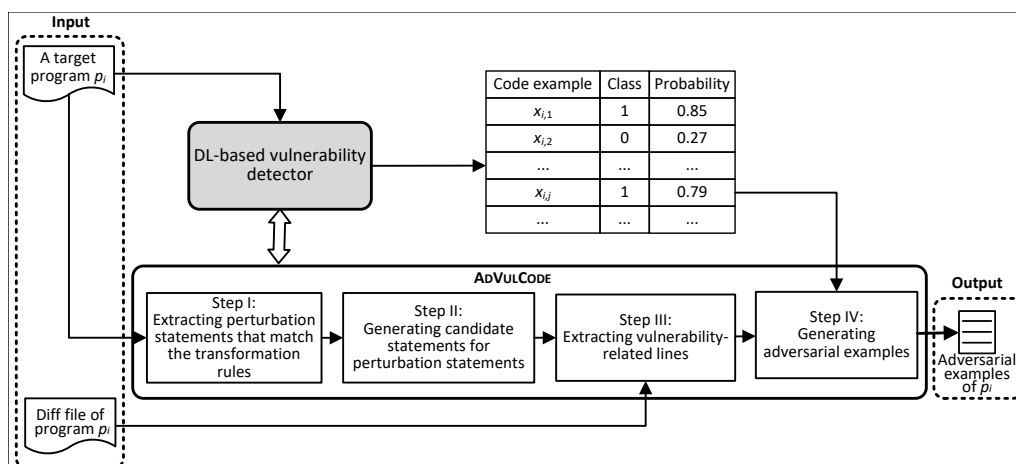 Input
A target
program pi
Code example Class Probability
xi,1 1 0.85
xi,2 0 0.27
... ... ...
xi,j 1 0.79
... ... ...
DL-based vulnerability
detector
ADVULCODE
Step I:
Extracting perturbation
statements that match
the transformation
rules
Step II:
Generating candidate
statements for
perturbation statements
Step III:
Extracting vulnerability-
related lines
Step IV:
Generating
adversarial examples
Output
Adversarial
examples
of pi
Diff file of
program pi